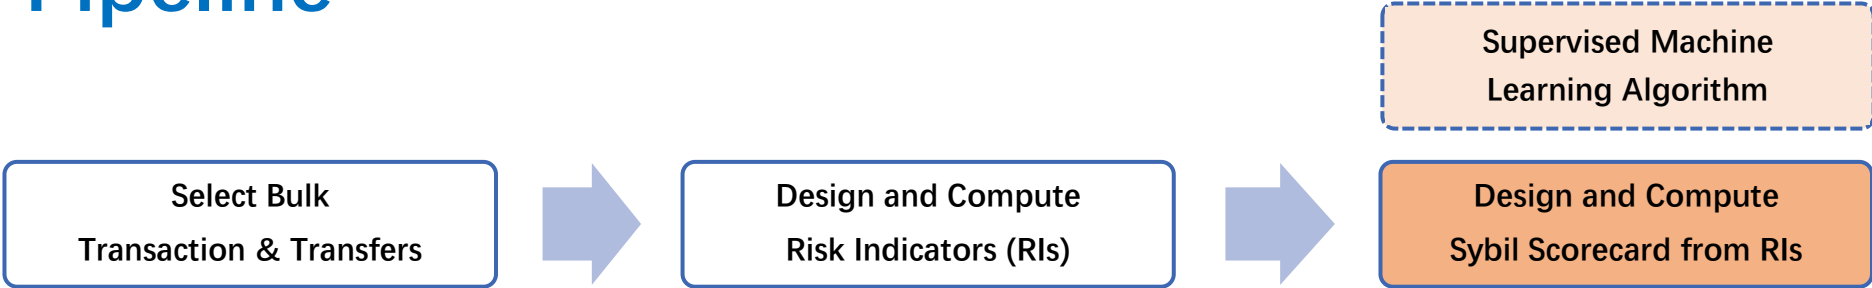 Pipeline
Supervised Machine
Learning Algorithm
Select Bulk
Transaction & Transfers
Design and Compute
Risk Indicators (RIs)
Design and Compute
Sybil Scorecard from RIs